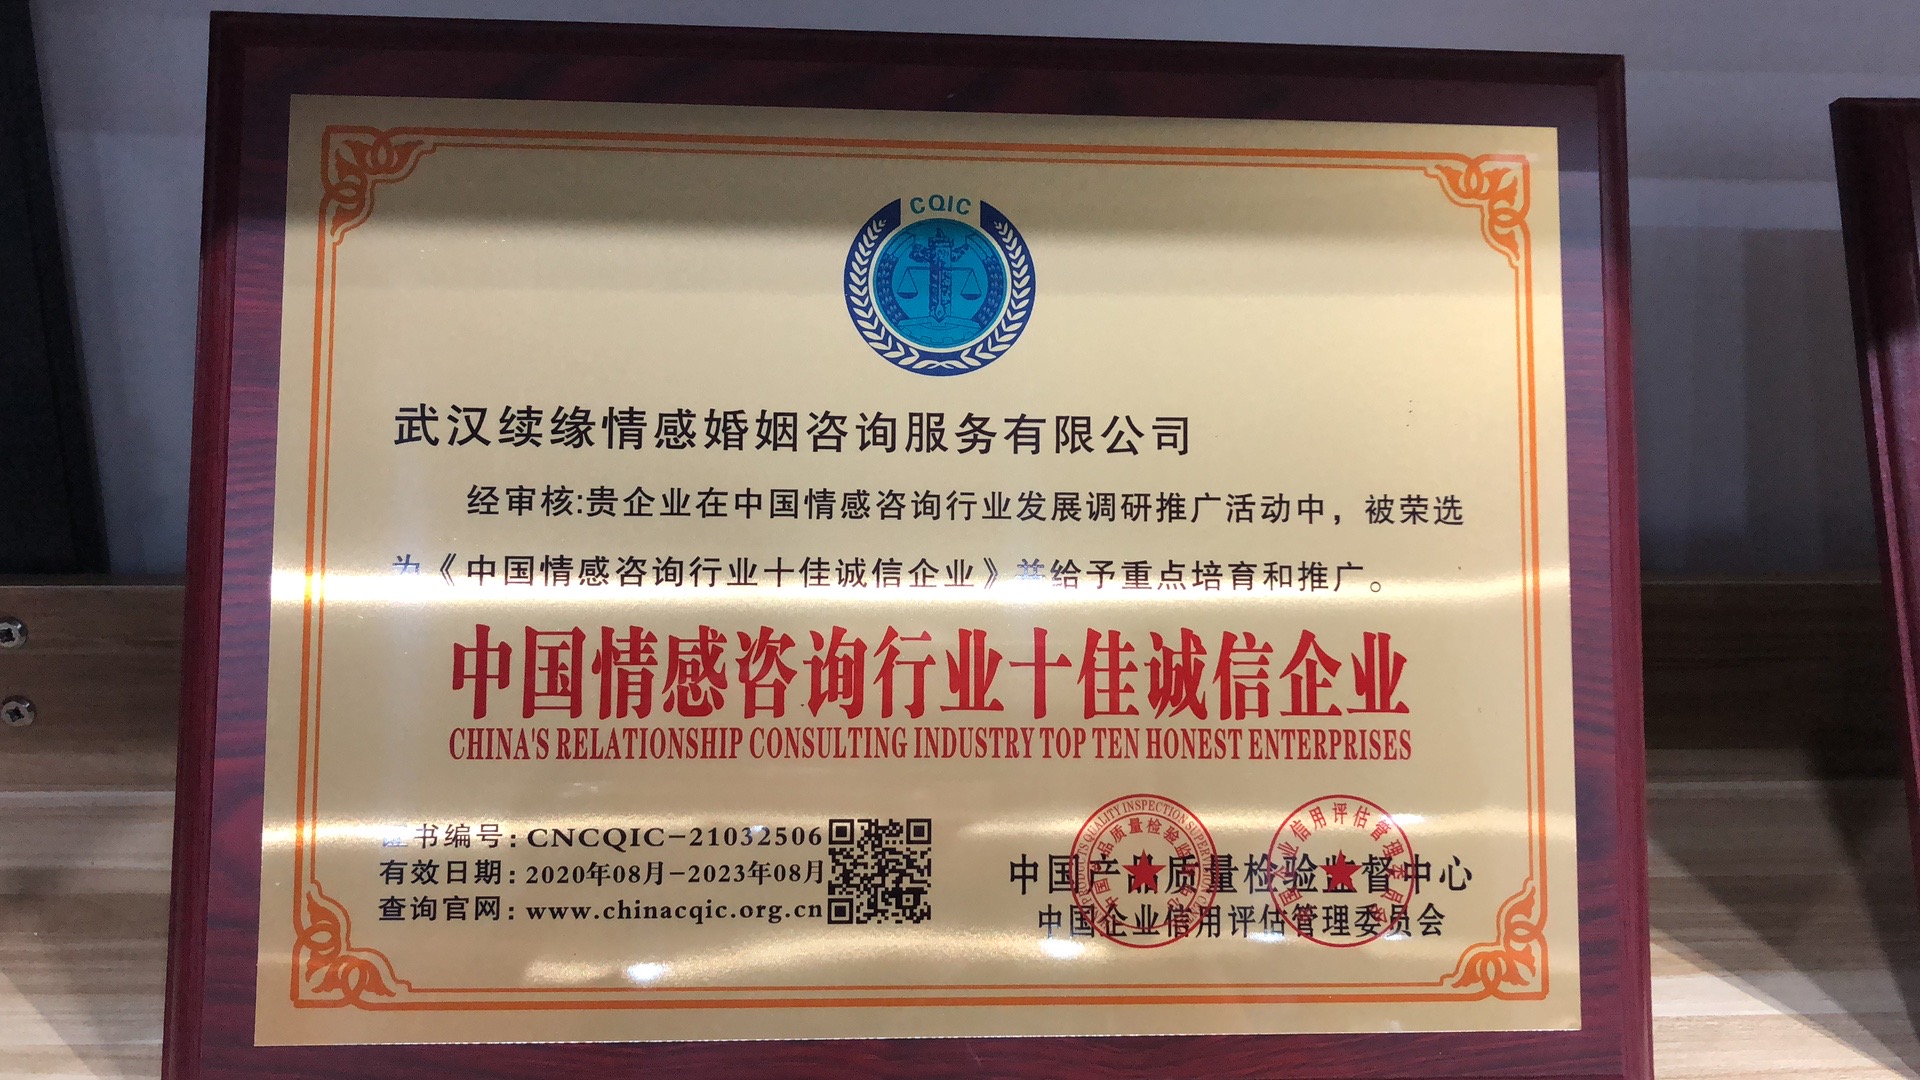 CQIC
武汉续缘情感婚姻咨询服务有限公司
经审核:贵企业在中国情感咨询行业发展调研推广活动中，被荣选
为《中国情感咨询行业十佳诚信企业》并给予重点培育和推广。
中国情感咨询行业十佳诚信企业
CHINA'S RELATIONSHIP CONSULTING INDUSTRY TOP TEN HONEST ENTERPRISES
证书编号:CNCQIC-21032506
有效日期:2020年08月-2023年08月
查询官网:www.chinacqic.org.cn
中国产品质量检验监督中心
中国企业信用评估管理委员会